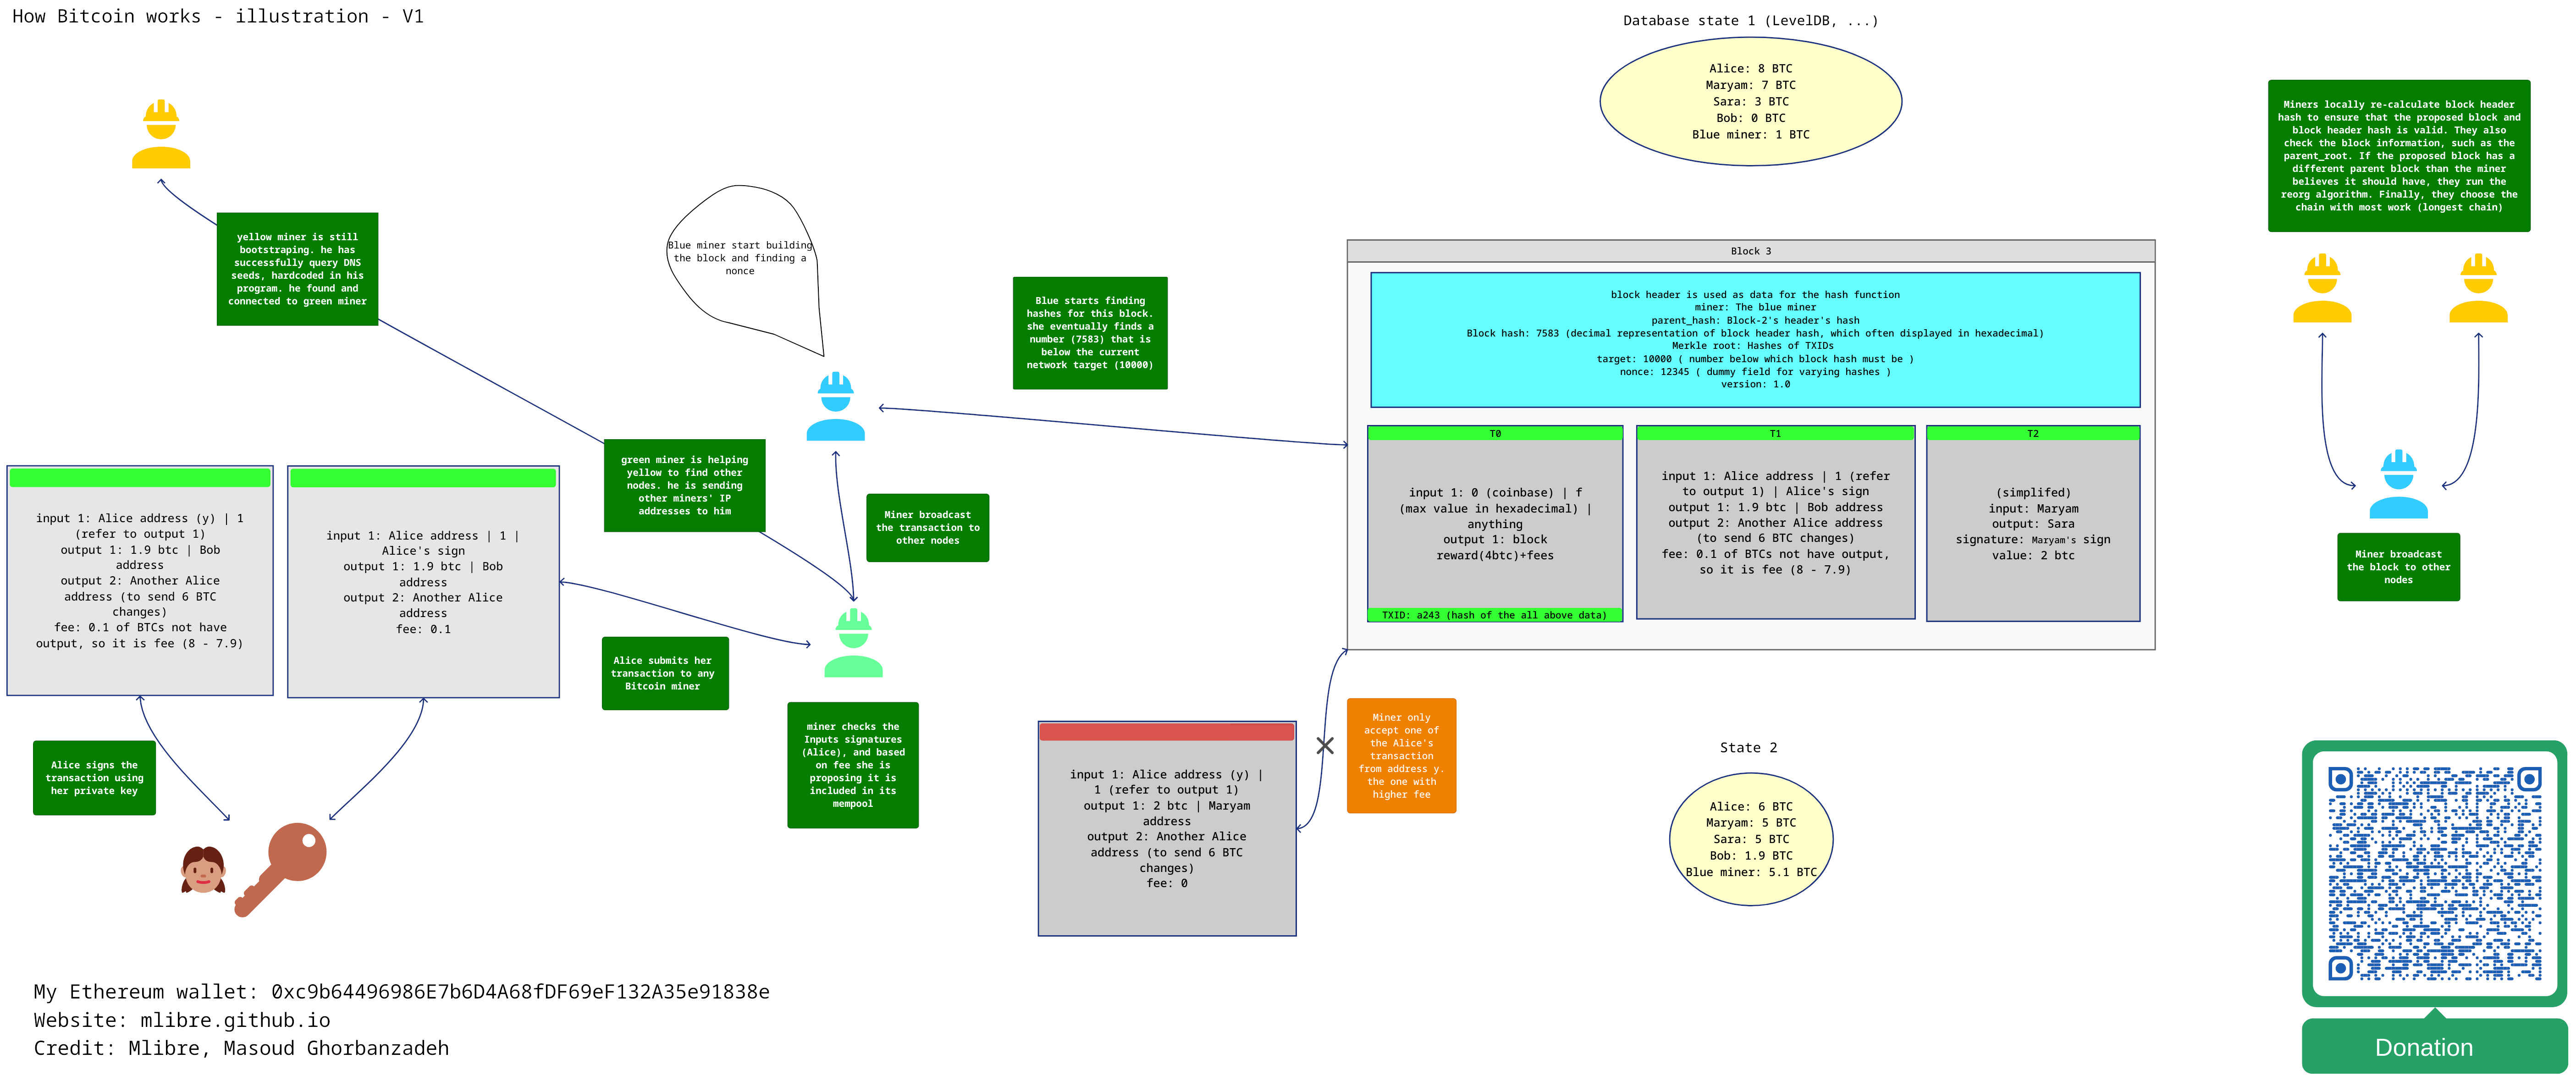 How Bitcoin works - illustration - V1
Database state 1 (LevelDB, ...)
Alice: 8 BTC
Maryam: 7 BTC
Sara: 3 BTC
Bob: 0 BTC
Blue miner: 1 BTC
Miners locally re-calculate block header
hash to ensure that the proposed block and
block header hash is valid. They also
check the block information, such as the
parent_root. If the proposed block has a
different parent block than the miner
believes it should have, they run the
reorg algorithm. Finally, they choose the
chain with most work (longest chain)
yellow miner is still
bootstraping. he has
successfully query DNS
seeds, hardcoded in his
program. he found and
connected to green miner
Blue miner start building
the block and finding a
nonce
Blue starts finding
hashes for this block.
she eventually finds a
number (7583) that is
below the current
network target (10000)
Block 3
block header is used as data for the hash function
miner: The blue miner
parent_hash: Block-2's header's hash
Block hash: 7583 (decimal representation of block header hash, which often displayed in hexadecimal)
Merkle root: Hashes of TXIDs
target: 10000 ( number below which block hash must be )
nonce: 12345 ( dummy field for varying hashes )
version: 1.0
T0
input 1: 0 (coinbase) | f
(max value in hexadecimal) |
anything
output 1: block
reward(4btc)+fees
TXID: a243 (hash of the all above data)
T1
input 1: Alice address | 1 (refer
to output 1) | Alice's sign
output 1: 1.9 btc | Bob address
output 2: Another Alice address
(to send 6 BTC changes)
fee: 0.1 of BTCs not have output,
so it is fee (8 - 7.9)
T2
(simplifed)
input: Maryam
output: Sara
signature: Maryam's sign
value: 2 btc
green miner is helping
yellow to find other
nodes. he is sending
other miners' IP
addresses to him
Miner broadcast
the transaction to
other nodes
Miner broadcast
the block to other
nodes
input 1: Alice address (y) | 1
(refer to output 1)
output 1: 1.9 btc | Bob
address
output 2: Another Alice
address (to send 6 BTC
changes)
fee: 0.1 of BTCs not have
output, so it is fee (8 - 7.9)
input 1: Alice address | 1 |
Alice's sign
output 1: 1.9 btc | Bob
address
output 2: Another Alice
address
fee: 0.1
Alice submits her
transaction to any
Bitcoin miner
miner checks the
Inputs signatures
(Alice), and based
on fee she is
proposing it is
included in its
mempool
Alice signs the
transaction using
her private key
input 1: Alice address (y) |
1 (refer to output 1)
output 1: 2 btc | Maryam
address
output 2: Another Alice
address (to send 6 BTC
changes)
fee: 0
Miner only
accept one of
the Alice's
transaction
from address y.
the one with
higher fee
State 2
Alice: 6 BTC
Maryam: 5 BTC
Sara: 5 BTC
Bob: 1.9 BTC
Blue miner: 5.1 BTC
My Ethereum wallet: 0xc9b64496986E7b6D4A68fDF69eF132A35e91838e
Website: mlibre.github.io
Credit: Mlibre, Masoud Ghorbanzadeh
Donation